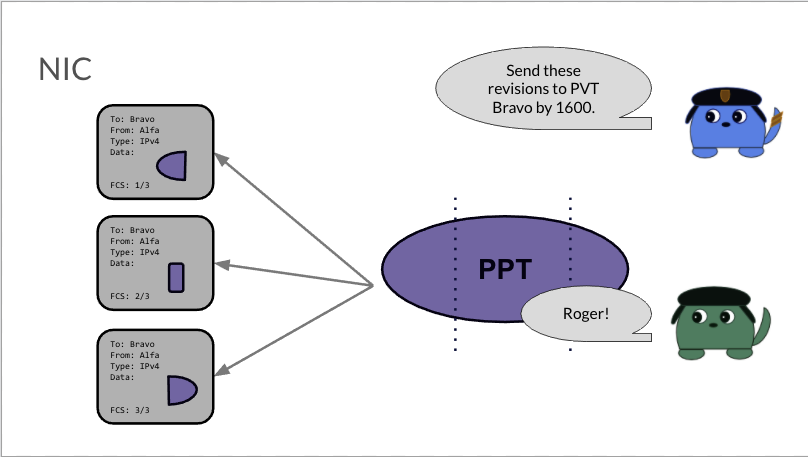 NIC
Send these
revisions to PVT
Bravo by 1600.
To: Bravo
From: Alfa
Type: IPv4
Data:
FCS: 1/3
To: Bravo
From: Alfa
Type: IPv4
Data:
FCS: 2/3
PPT
Roger!
To: Bravo
From: Alfa
Type: IPv4
Data:
FCS: 3/3